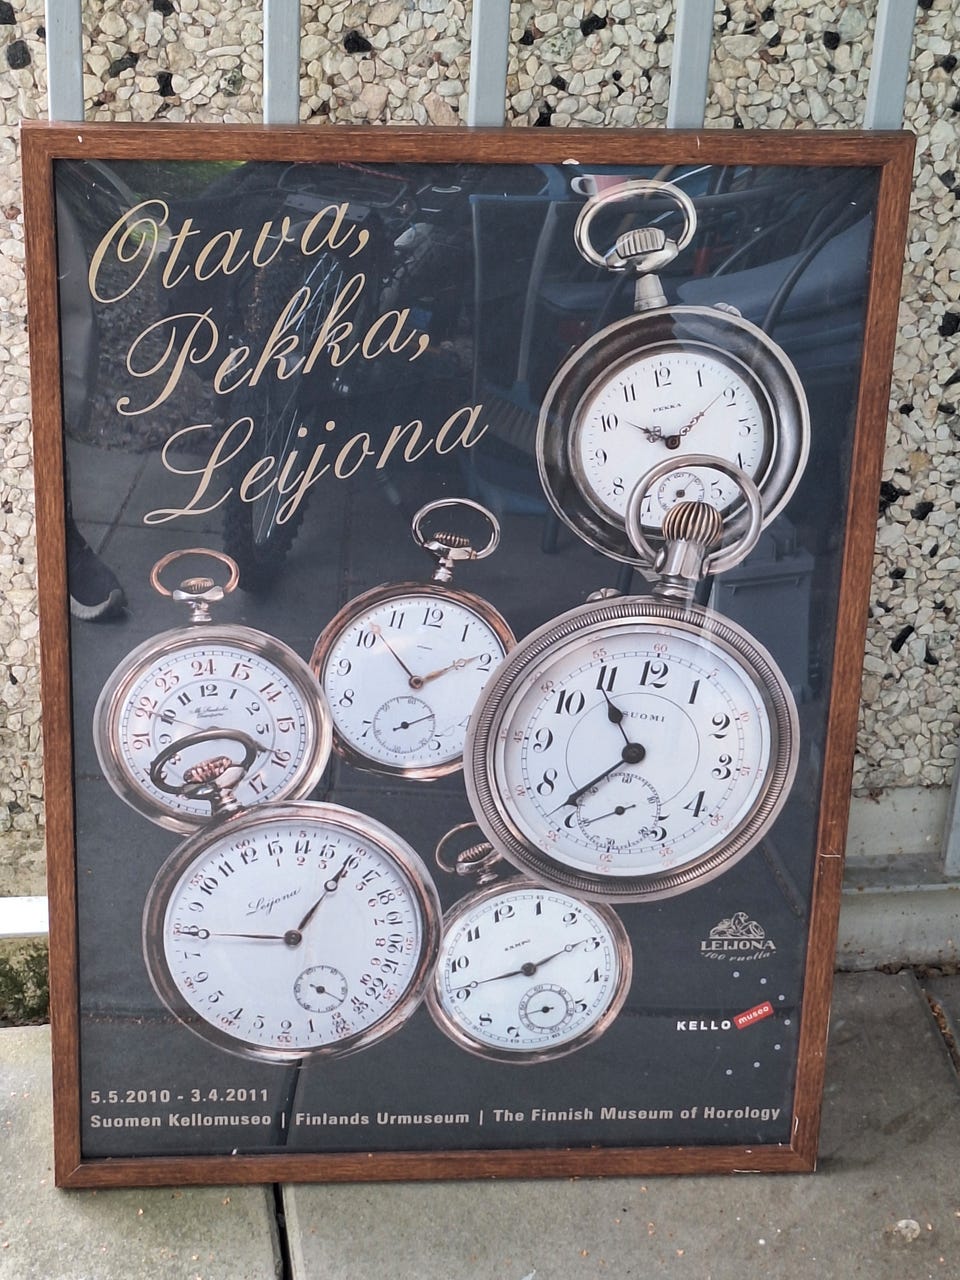 Otava,
Pekka,
Leijona
PEKKA
SUOMI
Leijona
SAMPO
LEIJONA
100 vuotta
KELLO museo
5.5.2010 - 3.4.2011
Suomen Kellomuseo | Finlands Urmuseum | The Finnish Museum of Horology